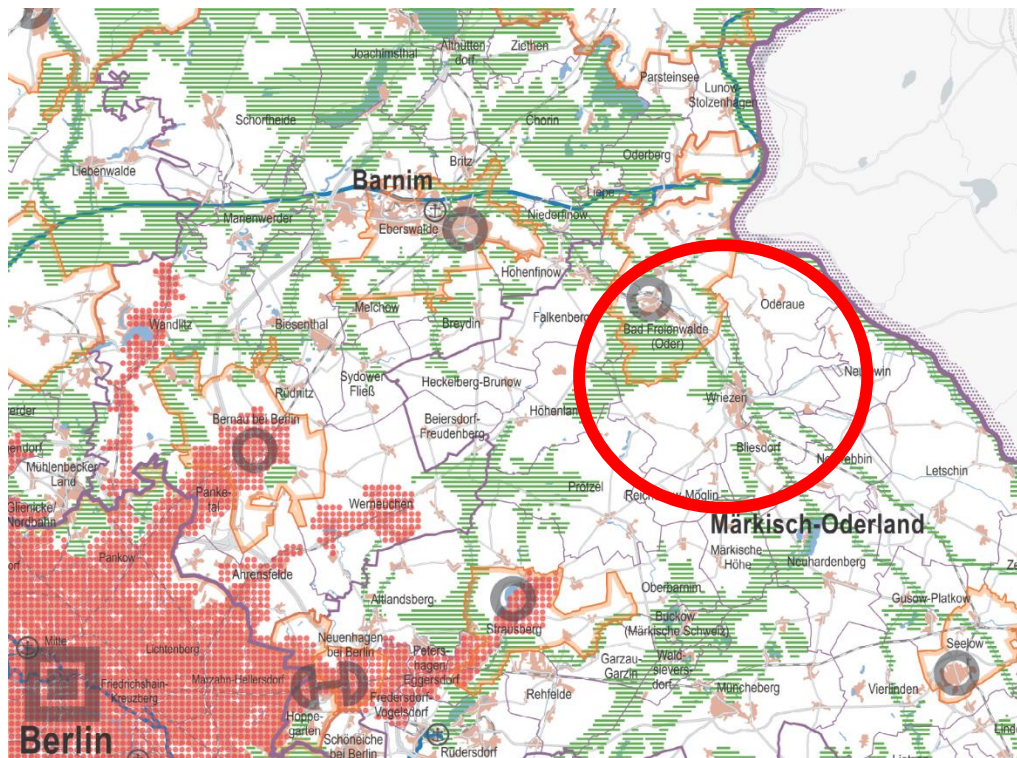 Joachimsthal
Althütten
dorf
Ziethen
Parsteinsee
Lunow-
Stolzenhagen
Schorfheide
Chorin
Oderberg
Britz
Liebenwalde
Barnim
Liepe
Marienwerder
Eberswalde
Niederfinow
Hohenfinow
Melchow
Oderaue
Wandlitz
Biesenthal
Breydin
Falkenberg
Bad Freienwalde
(Oder)
Sydower
Fließ
Heckelberg-Brunow
Rüdnitz
Wriezen
Bernau bei Berlin
Beiersdorf-
Freudenberg
Bliesdorf
Mühlenbecker
Land
Letschin
Panke-
tal
Prötzel
Werneuchen
Glienicke/
Nordbahn
Märkisch-Oderland
Pankow
Märkische
Höhe
Neuhardenberg
Ahrensfelde
Oberbarnim
Altlandsberg
Gusow-Platkow
Buckow
(Märkische Schweiz)
Strausberg
Neuenhagen
bei Berlin
Mitte
Lichtenberg
Seelow
Peters-
hagen/
Eggersdorf
Garzau-
Garzin
Wald-
sievers-
dorf
Marzahn-Hellersdorf
Friedrichshain-
Kreuzberg
Rehfelde
Müncheberg
Vierlinden
Fredersdorf-
Vogelsdorf
Hoppe-
garten
Berlin
Schöneiche
bei Berlin
Rüdersdorf